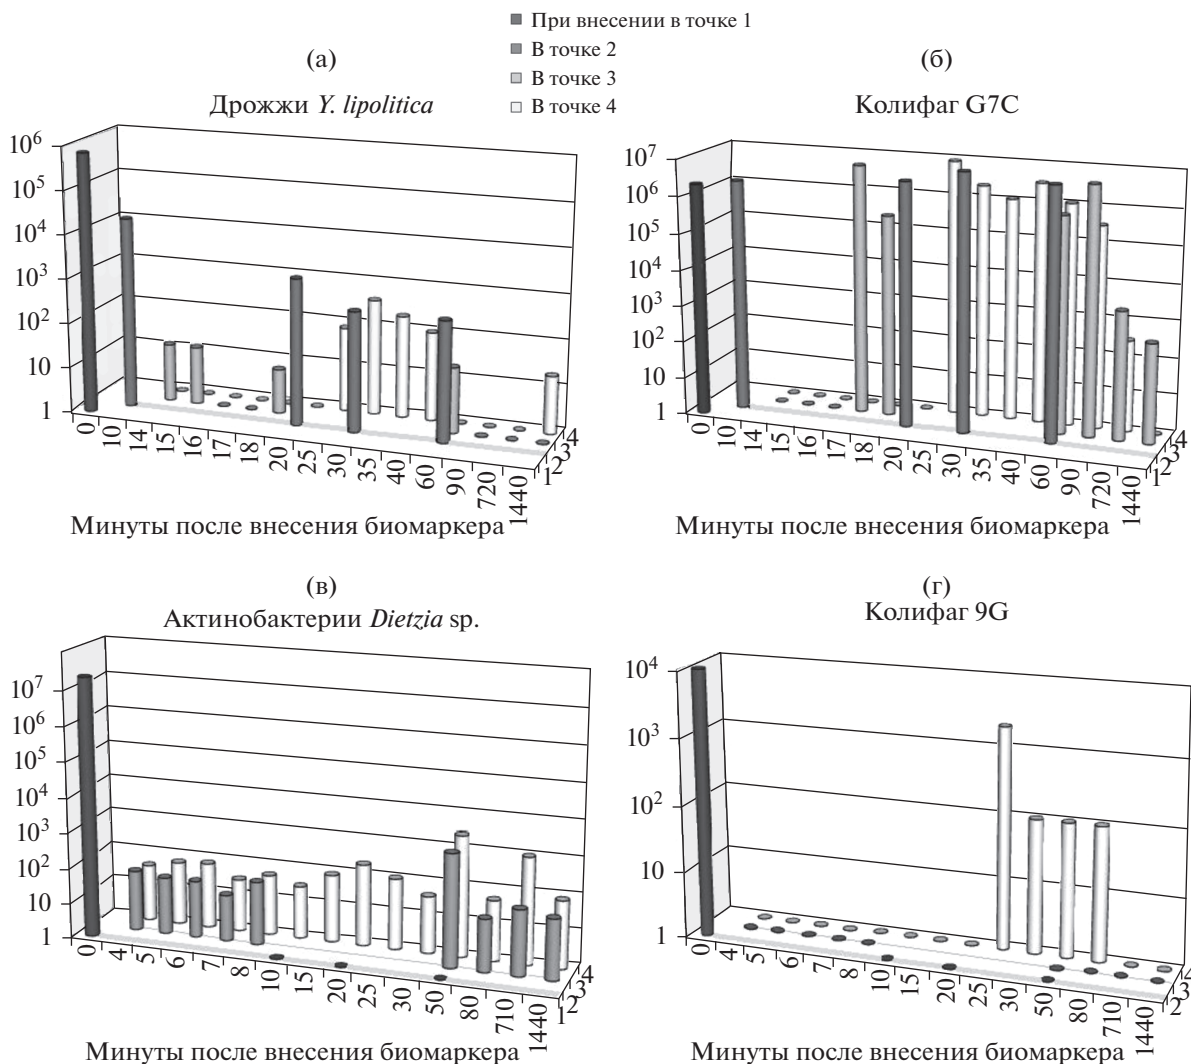 При внесении в точке 1
В точке 2
В точке 3
В точке 4
(а)
Дрожжи Y. lipolitica
10⁶
10⁵
10⁴
10³
10²
10
1
0 10 14 15 16 17 18 20 25 30 35 40 60 90 720 1440
1 2 3 4
Минуты после внесения биомаркера
(б)
Колифаг G7C
10⁷
10⁶
10⁵
10⁴
10³
10²
10
1
0 10 14 15 16 17 18 20 25 30 35 40 60 90 720 1440
1 2 3 4
Минуты после внесения биомаркера
(в)
Актинобактерии Dietzia sp.
10⁷
10⁶
10⁵
10⁴
10³
10²
10
1
0 4 5 6 7 8 10 15 20 25 30 50 80 710 1440
1 2 3 4
Минуты после внесения биомаркера
(г)
Колифаг 9G
10⁴
10³
10²
10
1
0 4 5 6 7 8 10 15 20 25 30 50 80 710 1440
2 3
Минуты после внесения биомаркера